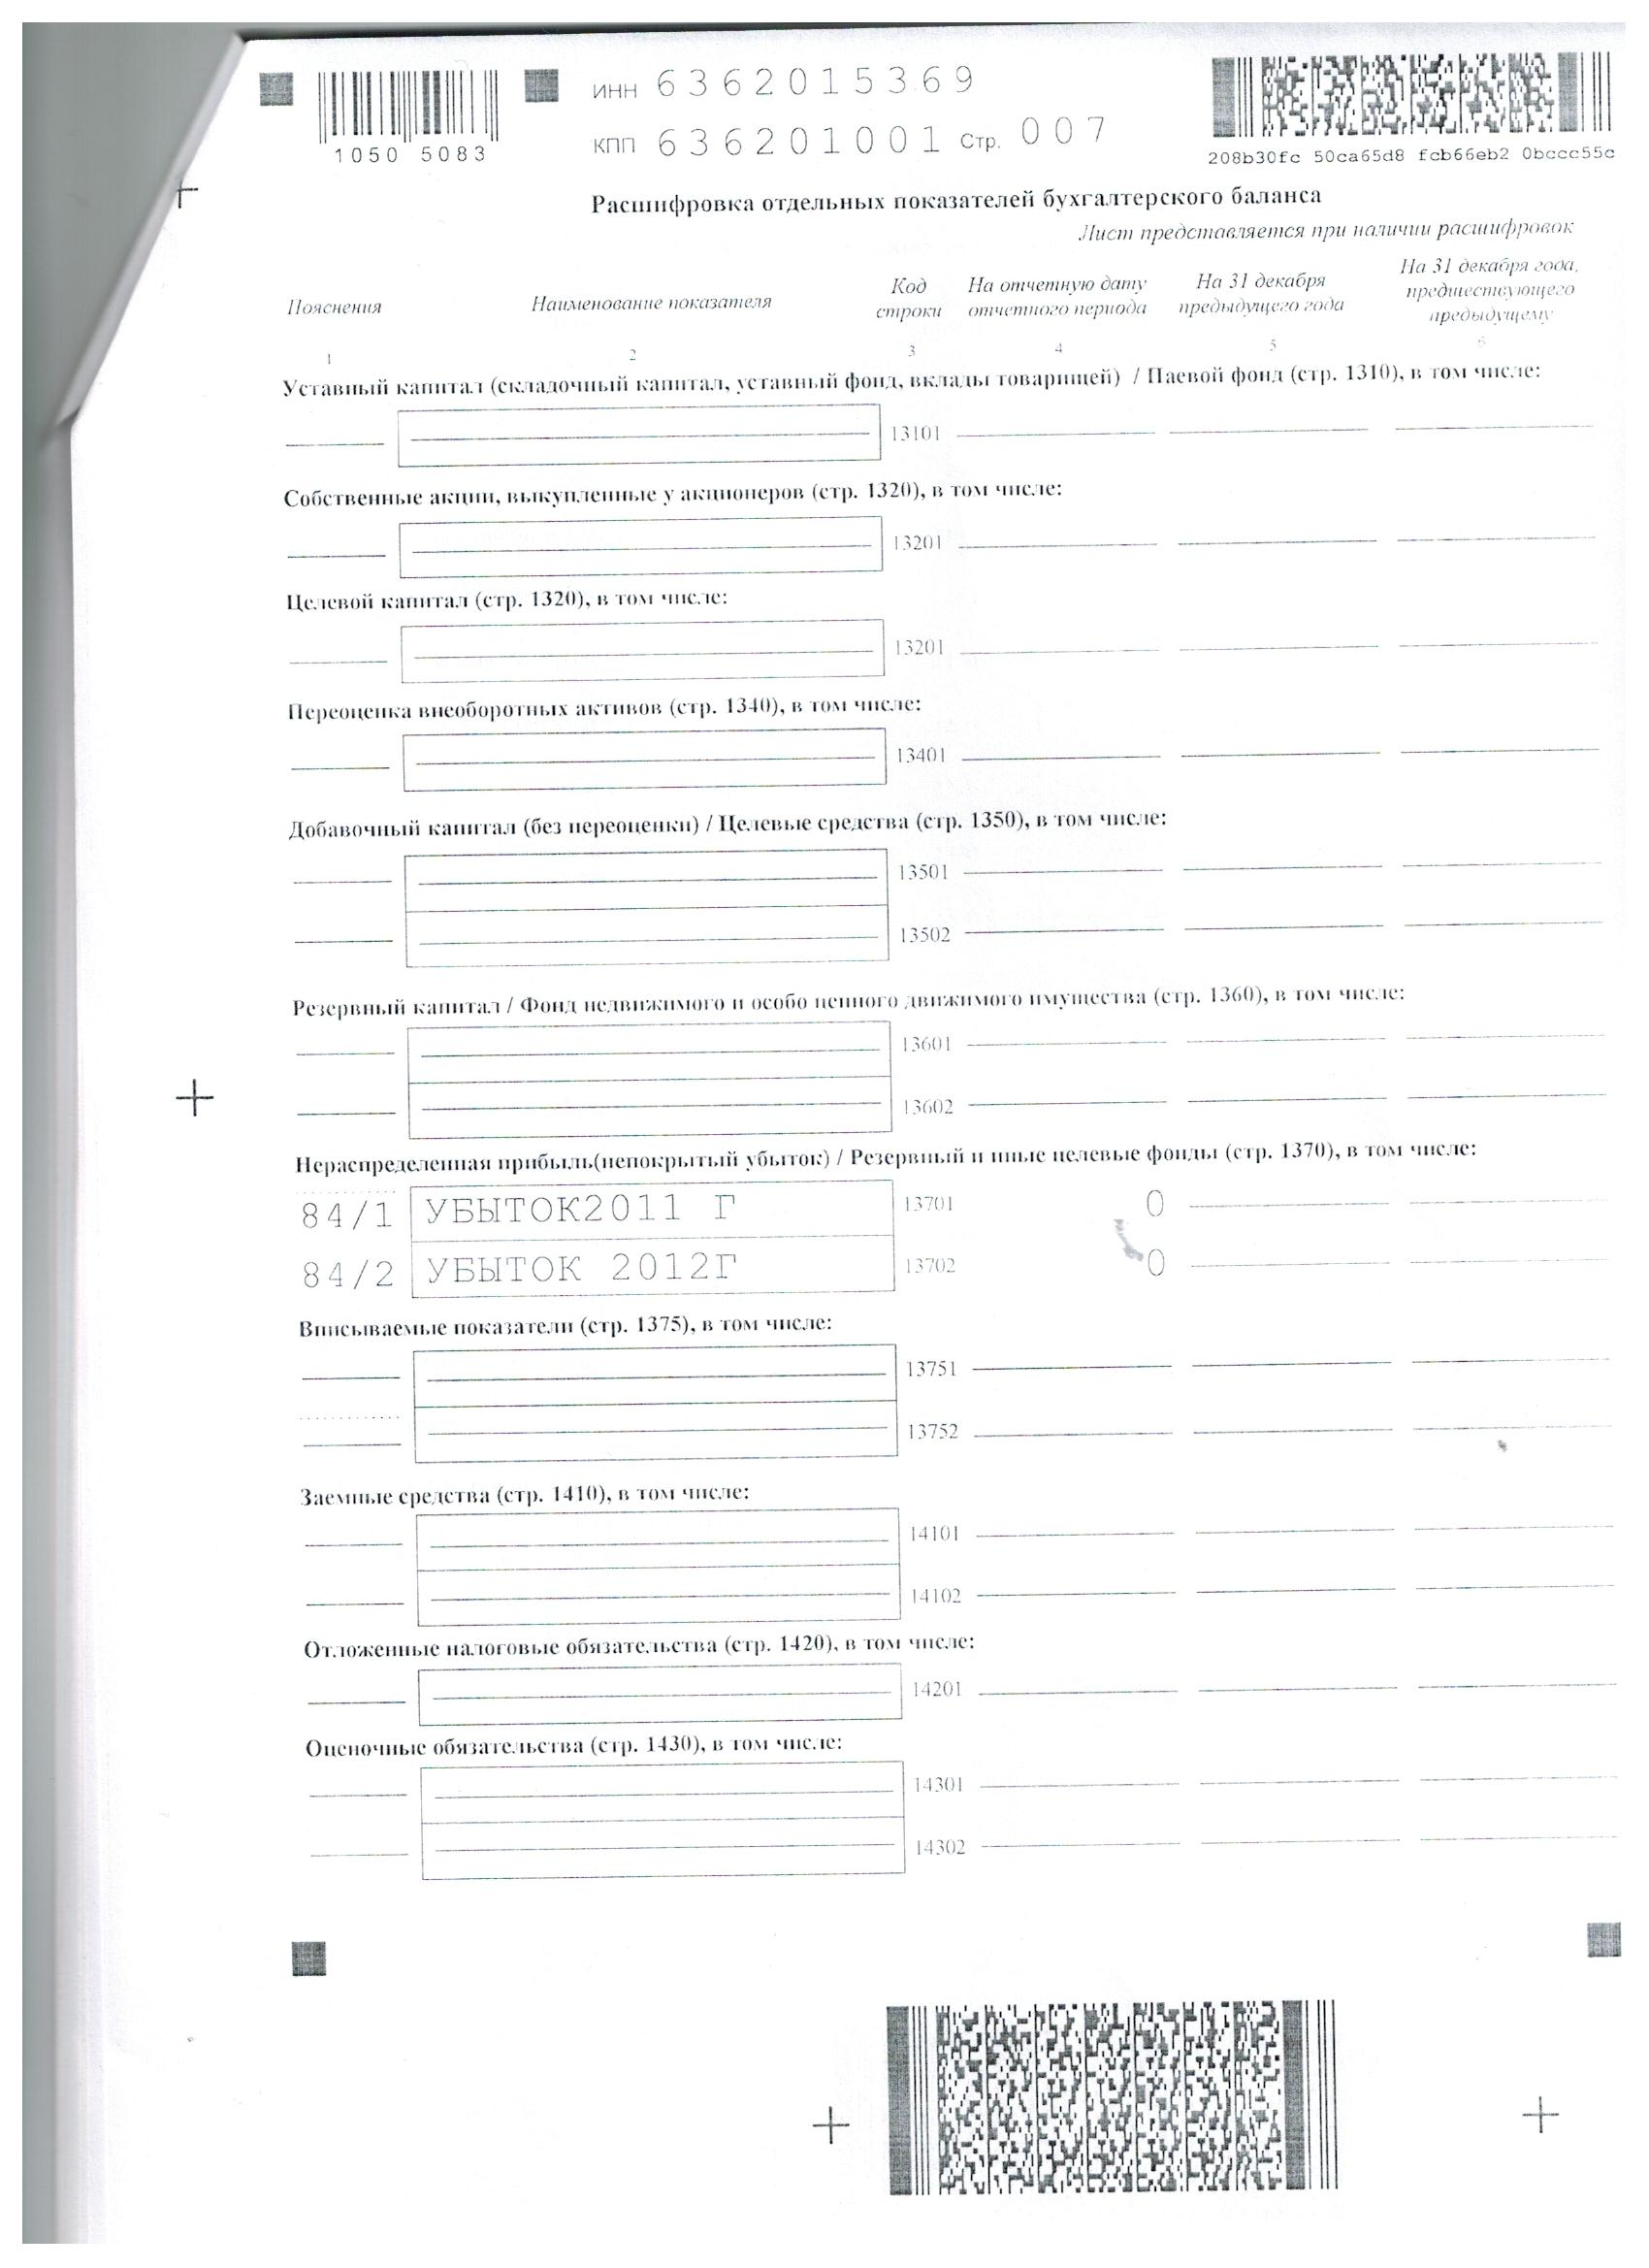 ИНН 6362015369
1050 5083
КПП 636201001 Стр. 007
208b30fc 50ca65d8 fcb66eb2 0bccc55c
Расшифровка отдельных показателей бухгалтерского баланса
Лист представляется при наличии расшифровок
Пояснения Наименование показателя Код строки На отчетную дату отчетного периода На 31 декабря предыдущего года На 31 декабря года, предшествующего предыдущему
1 2 3 4 5 6
Уставный капитал (складочный капитал, уставный фонд, вклады товарищей) / Паевой фонд (стр. 1310), в том числе:
13101
Собственные акции, выкупленные у акционеров (стр. 1320), в том числе:
13201
Целевой капитал (стр. 1320), в том числе:
13201
Переоценка внеоборотных активов (стр. 1340), в том числе:
13401
Добавочный капитал (без переоценки) / Целевые средства (стр. 1350), в том числе:
13501
13502
Резервный капитал / Фонд недвижимого и особо ценного движимого имущества (стр. 1360), в том числе:
13601
13602
Нераспределенная прибыль(непокрытый убыток) / Резервный и иные целевые фонды (стр. 1370), в том числе:
84/1 УБЫТОК2011 Г 13701 0
84/2 УБЫТОК 2012Г 13702 0
Вписываемые показатели (стр. 1375), в том числе:
13751
13752
Заемные средства (стр. 1410), в том числе:
14101
14102
Отложенные налоговые обязательства (стр. 1420), в том числе:
14201
Оценочные обязательства (стр. 1430), в том числе:
14301
14302